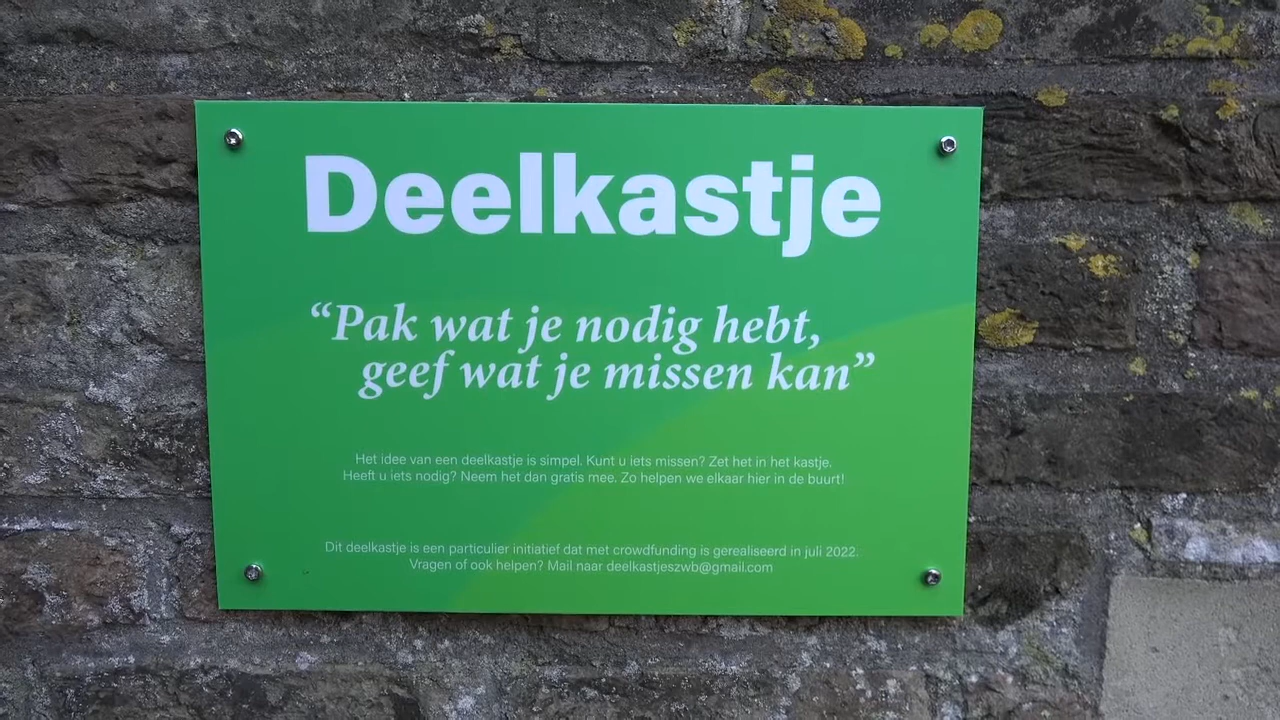 Deelkastje
“Pak wat je nodig hebt,
geef wat je missen kan”
Het idee van een deelkastje is simpel. Kunt u iets missen? Zet het in het kastje.
Heeft u iets nodig? Neem het dan gratis mee. Zo helpen we elkaar hier in de buurt!
Dit deelkastje is een particulier initiatief dat met crowdfunding is gerealiseerd in juli 2022.
Vragen of ook helpen? Mail naar deelkastjeszwb@gmail.com